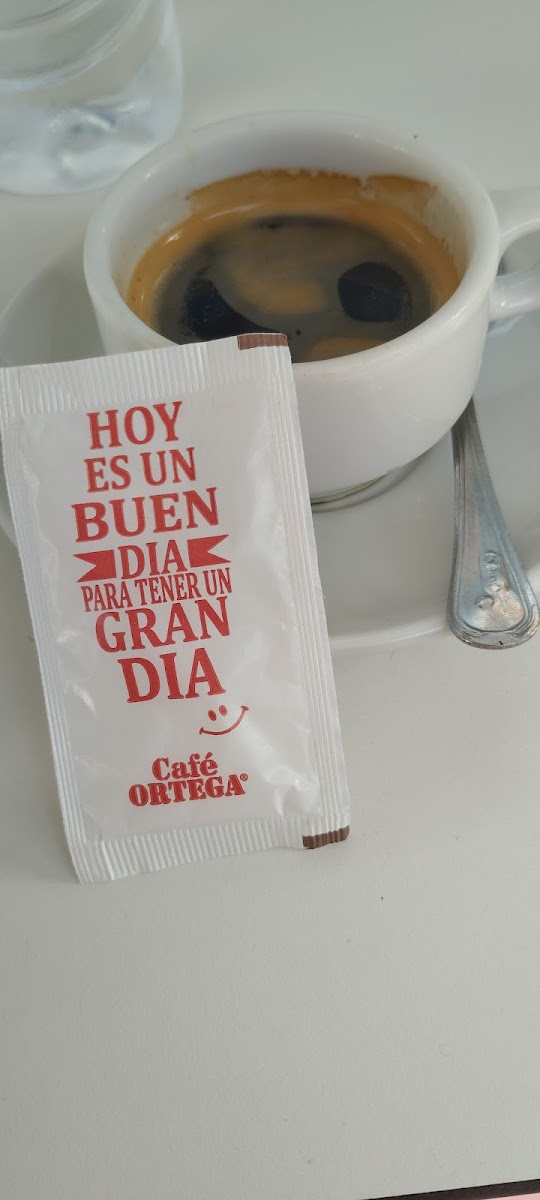 HOY
ES UN
BUEN
DIA
PARA TENER UN
GRAN
DIA
Café
ORTEGA®